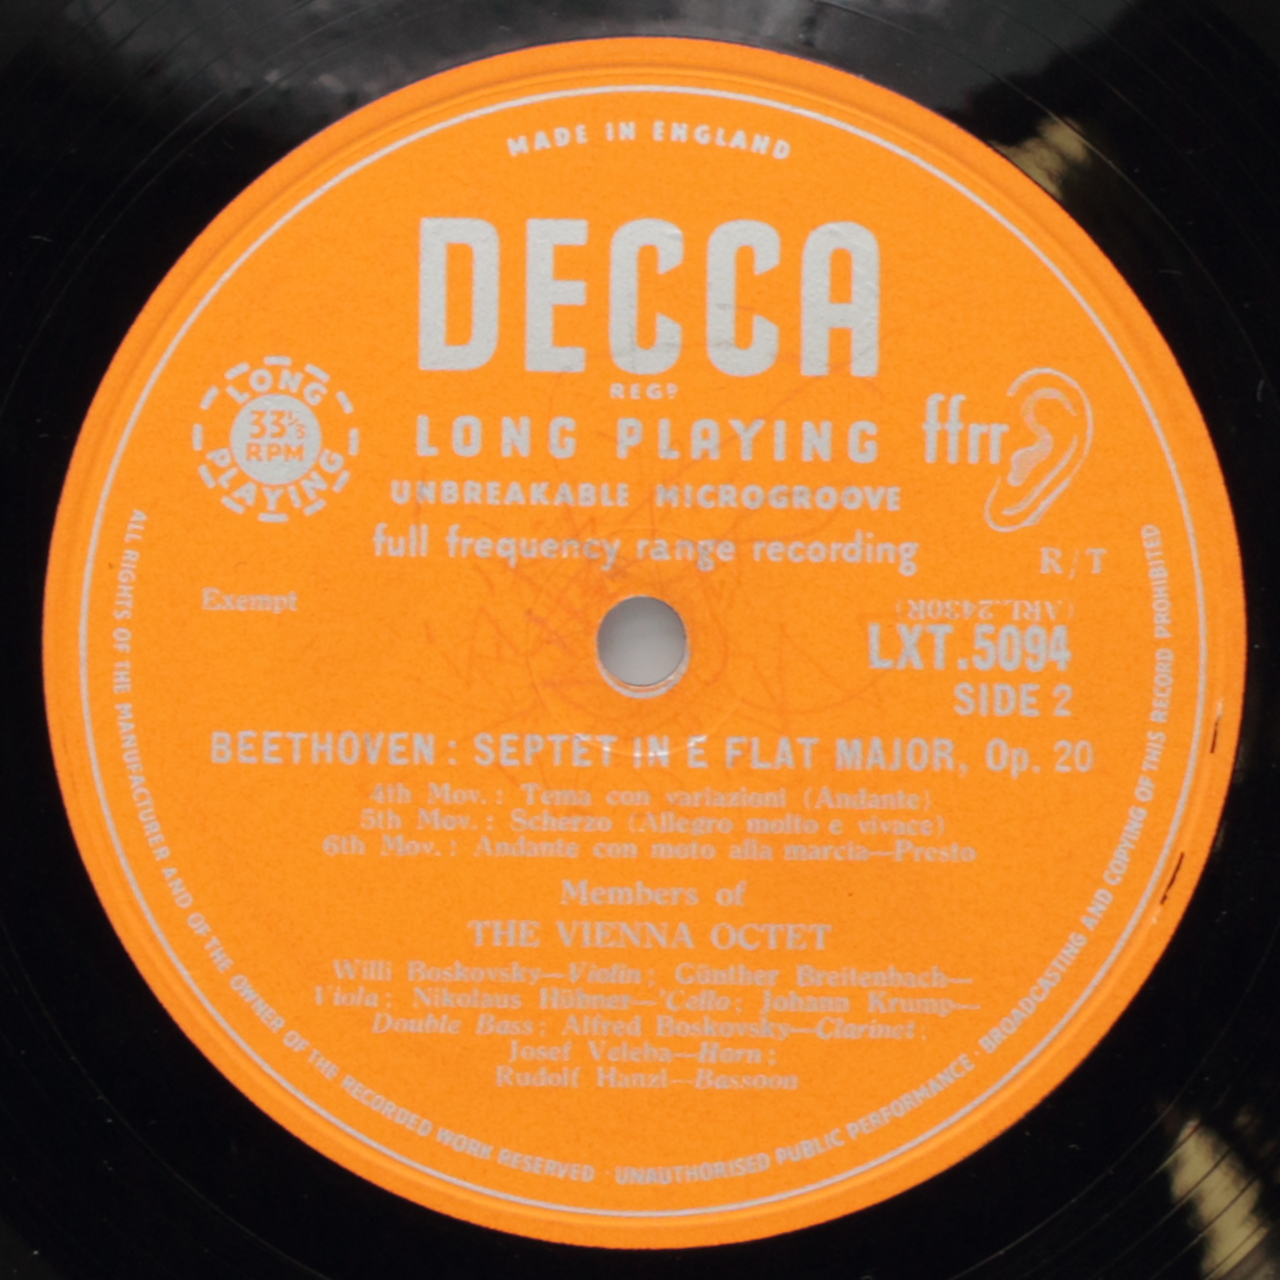 MADE IN ENGLAND
DECCA
REGD
LONG PLAYING
UNBREAKABLE MICROGROOVE
full frequency range recording
LONG
33⅓
RPM
PLAYING
ffrr
R/T
Exempt
(ARL.2430R)
LXT.5094
SIDE 2
BEETHOVEN : SEPTET IN E FLAT MAJOR, Op. 20
4th Mov. : Tema con variazioni (Andante)
5th Mov. : Scherzo (Allegro molto e vivace)
6th Mov. : Andante con moto alla marcia—Presto
Members of
THE VIENNA OCTET
Willi Boskovsky—Violin ; Günther Breitenbach—
Viola ; Nikolaus Hübner—'Cello ; Johann Krump—
Double Bass ; Alfred Boskovsky—Clarinet ;
Josef Veleba—Horn ;
Rudolf Hanzl—Bassoon
ALL RIGHTS OF THE MANUFACTURER AND OF THE OWNER OF THE RECORDED WORK RESERVED · UNAUTHORISED PUBLIC PERFORMANCE · BROADCASTING AND COPYING OF THIS RECORD PROHIBITED